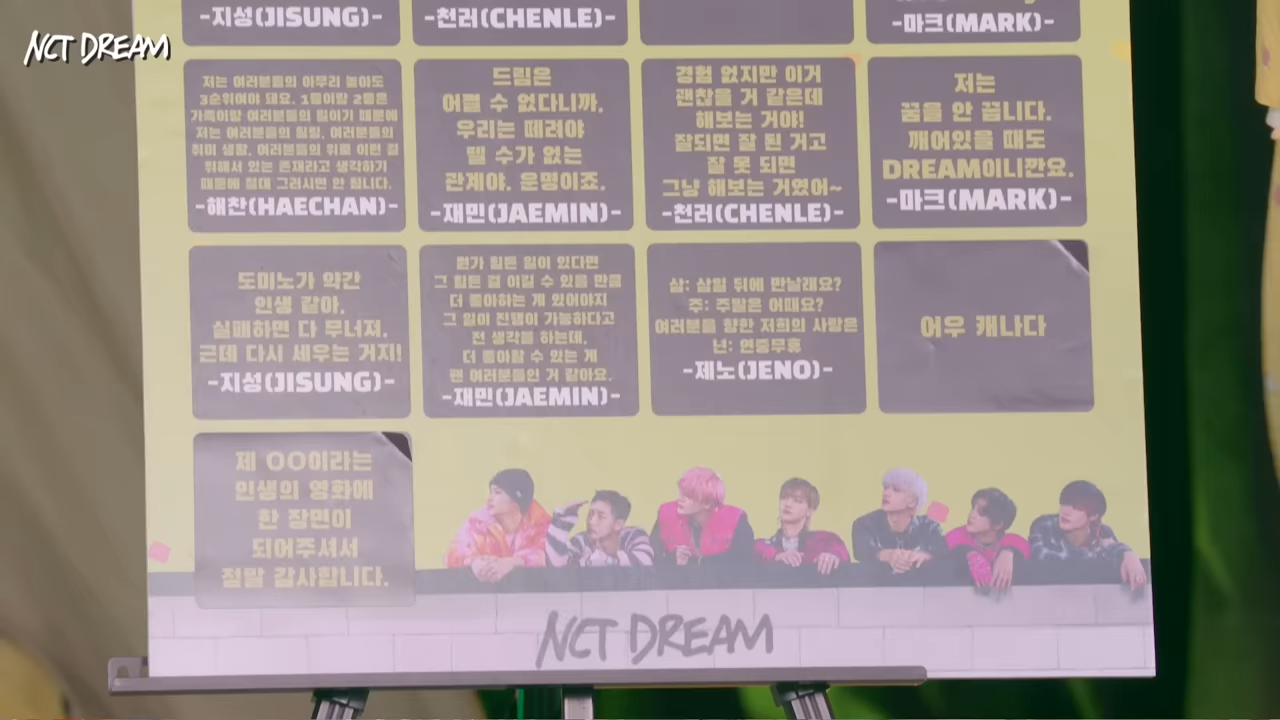 NCT DREAM
-지성(JISUNG)-
-천러(CHENLE)-
-마크(MARK)-
저는 여러분들의 아무리 높아도
3순위여야 돼요. 1등이랑 2등은
가족이랑 여러분들의 일이기 때문에
저는 여러분들의 힐링, 여러분들의
취미 생활, 여러분들의 위로 이런 걸
위해서 있는 존재라고 생각하기
때문에 절대 그러시면 안 됩니다.
-해찬(HAECHAN)-
드림은
어쩔 수 없다니까,
우리는 떼려야
뗄 수가 없는
관계야. 운명이죠.
-재민(JAEMIN)-
경험 없지만 이거
괜찮을 거 같은데
해보는 거야!
잘되면 잘 된 거고
잘 못 되면
그냥 해보는 거였어~
-천러(CHENLE)-
저는
꿈을 안 꿉니다.
깨어있을 때도
DREAM이니깐요.
-마크(MARK)-
도미노가 약간
인생 같아,
실패하면 다 무너져.
근데 다시 세우는 거지!
-지성(JISUNG)-
뭔가 힘든 일이 있다면
그 힘든 걸 이길 수 있을 만큼
더 좋아하는 게 있어야지
그 일이 진행이 가능하다고
전 생각을 하는데,
더 좋아할 수 있는 게
팬 여러분들인 거 같아요.
-재민(JAEMIN)-
삼: 삼일 뒤에 만날래요?
주: 주말은 어때요?
여러분을 향한 저희의 사랑은
년: 연중무휴
-제노(JENO)-
어우 캐나다
제 OO이라는
인생의 영화에
한 장면이
되어주셔서
정말 감사합니다.
NCT DREAM